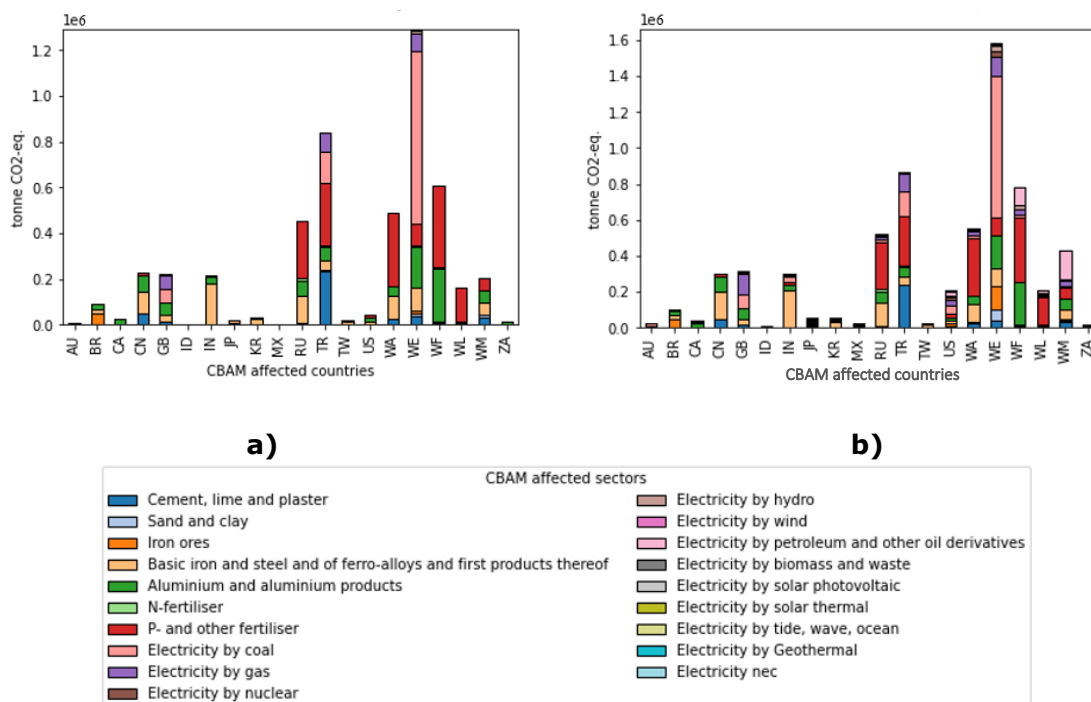 1e6
1.2
1.0
0.8
0.6
0.4
0.2
0.0
tonne CO2-eq.
AU BR CA CN GB ID IN JP KR MX RU TR TW US WA WE WF WL WM ZA
CBAM affected countries
a)
1e6
1.6
1.4
1.2
1.0
0.8
0.6
0.4
0.2
0
tonne CO2-eq.
AU BR CA CN GB ID IN JP KR MX RU TR TW US WA WE WF WL WM ZA
CBAM affected countries
b)
CBAM affected sectors
Cement, lime and plaster
Sand and clay
Iron ores
Basic iron and steel and of ferro-alloys and first products thereof
Aluminium and aluminium products
N-fertiliser
P- and other fertiliser
Electricity by coal
Electricity by gas
Electricity by nuclear
Electricity by hydro
Electricity by wind
Electricity by petroleum and other oil derivatives
Electricity by biomass and waste
Electricity by solar photovoltaic
Electricity by solar thermal
Electricity by tide, wave, ocean
Electricity by Geothermal
Electricity nec